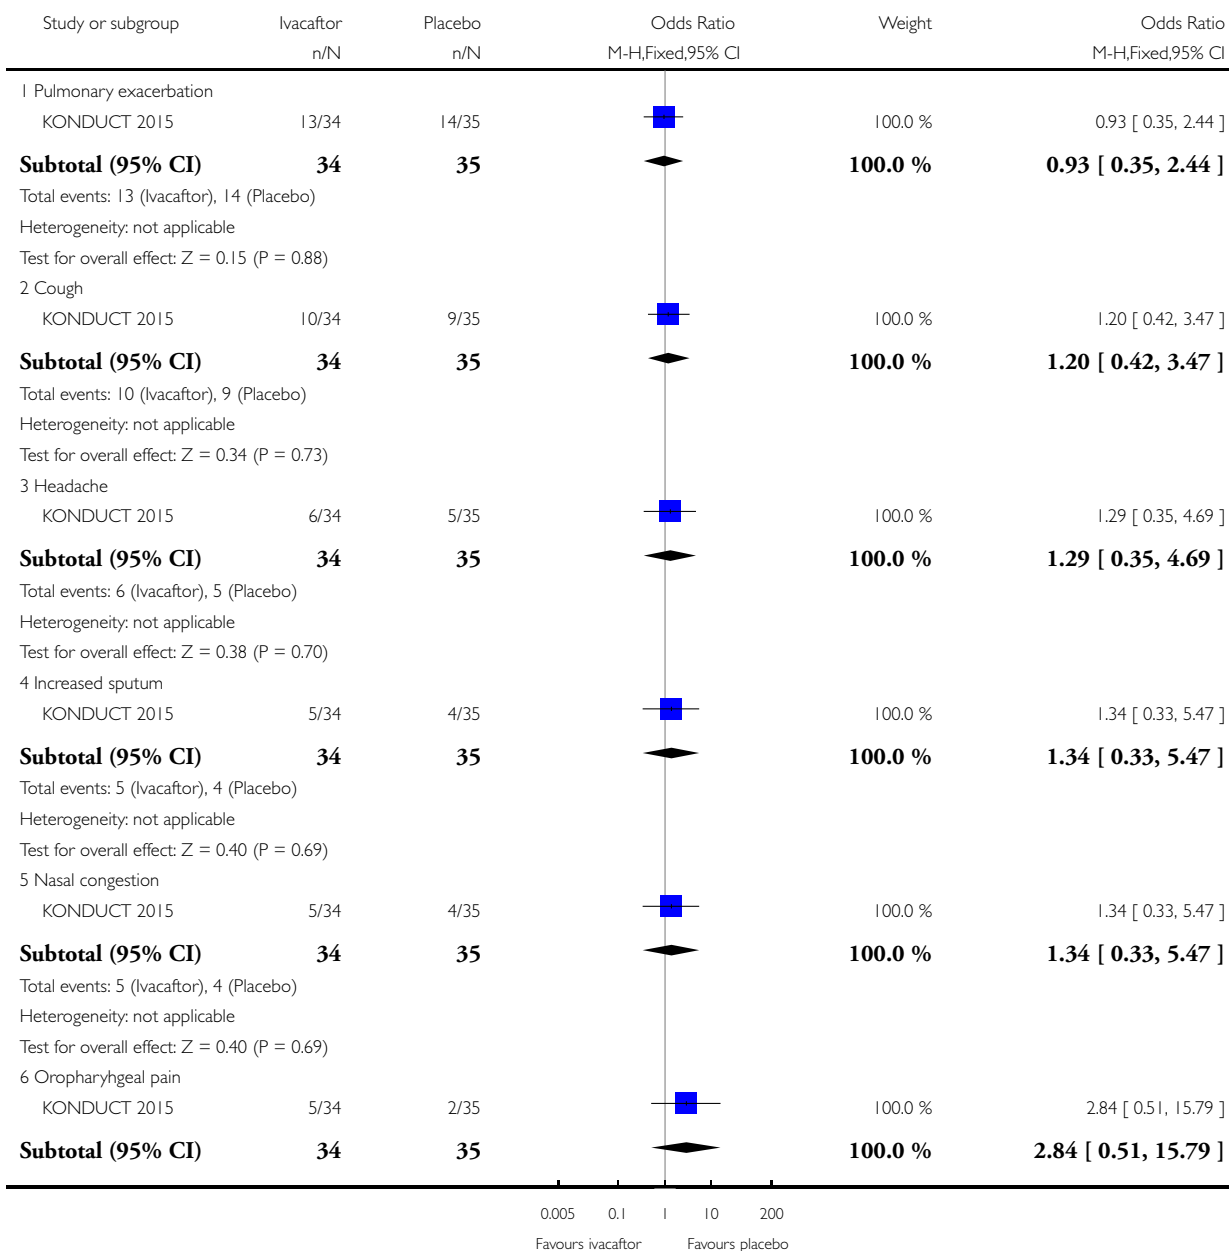 Study or subgroup Ivacaftor Placebo Odds Ratio Weight Odds Ratio
n/N n/N M-H,Fixed,95% CI M-H,Fixed,95% CI
1 Pulmonary exacerbation
KONDUCT 2015 13/34 14/35 100.0 % 0.93 [ 0.35, 2.44 ]
Subtotal (95% CI) 34 35 100.0 % 0.93 [ 0.35, 2.44 ]
Total events: 13 (Ivacaftor), 14 (Placebo)
Heterogeneity: not applicable
Test for overall effect: Z = 0.15 (P = 0.88)
2 Cough
KONDUCT 2015 10/34 9/35 100.0 % 1.20 [ 0.42, 3.47 ]
Subtotal (95% CI) 34 35 100.0 % 1.20 [ 0.42, 3.47 ]
Total events: 10 (Ivacaftor), 9 (Placebo)
Heterogeneity: not applicable
Test for overall effect: Z = 0.34 (P = 0.73)
3 Headache
KONDUCT 2015 6/34 5/35 100.0 % 1.29 [ 0.35, 4.69 ]
Subtotal (95% CI) 34 35 100.0 % 1.29 [ 0.35, 4.69 ]
Total events: 6 (Ivacaftor), 5 (Placebo)
Heterogeneity: not applicable
Test for overall effect: Z = 0.38 (P = 0.70)
4 Increased sputum
KONDUCT 2015 5/34 4/35 100.0 % 1.34 [ 0.33, 5.47 ]
Subtotal (95% CI) 34 35 100.0 % 1.34 [ 0.33, 5.47 ]
Total events: 5 (Ivacaftor), 4 (Placebo)
Heterogeneity: not applicable
Test for overall effect: Z = 0.40 (P = 0.69)
5 Nasal congestion
KONDUCT 2015 5/34 4/35 100.0 % 1.34 [ 0.33, 5.47 ]
Subtotal (95% CI) 34 35 100.0 % 1.34 [ 0.33, 5.47 ]
Total events: 5 (Ivacaftor), 4 (Placebo)
Heterogeneity: not applicable
Test for overall effect: Z = 0.40 (P = 0.69)
6 Oropharyhgeal pain
KONDUCT 2015 5/34 2/35 100.0 % 2.84 [ 0.51, 15.79 ]
Subtotal (95% CI) 34 35 100.0 % 2.84 [ 0.51, 15.79 ]
0.005 0.1 1 10 200
Favours ivacaftor Favours placebo